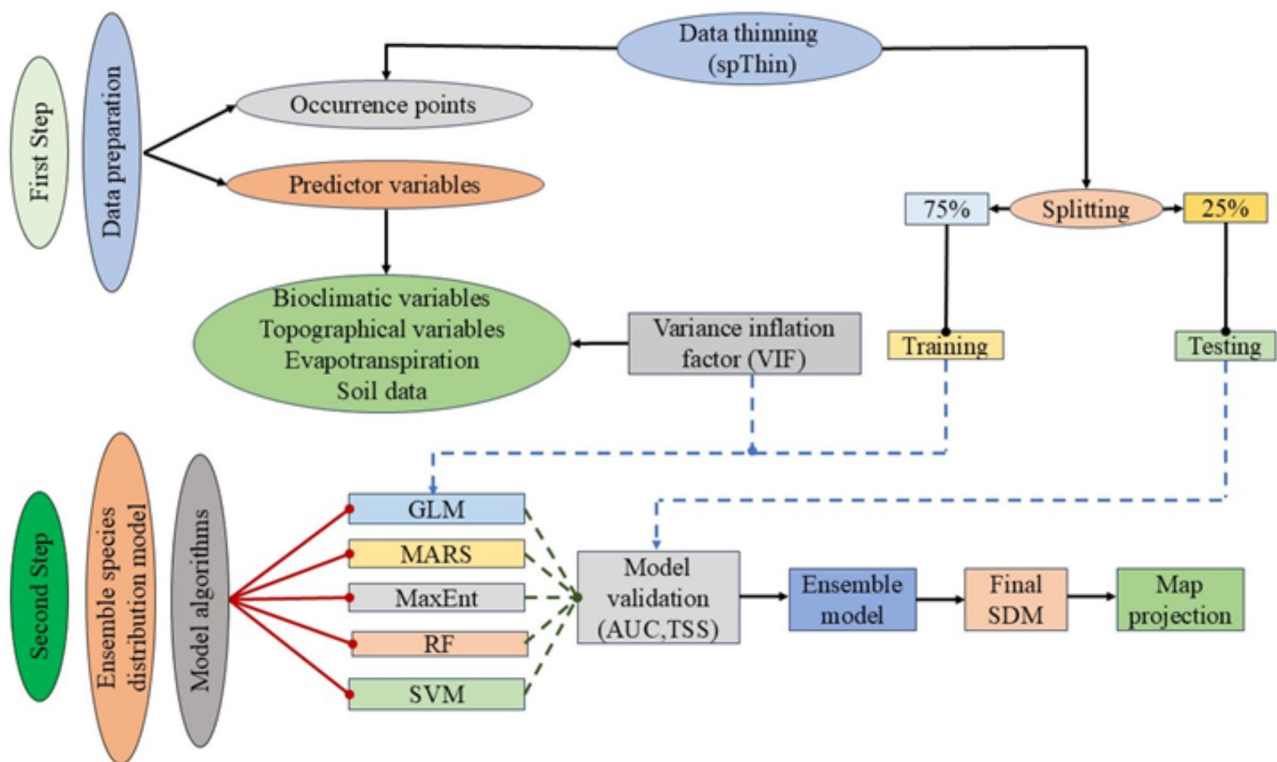 First Step
Data preparation
Data thinning
(spThin)
Occurrence points
Predictor variables
75%
Splitting
25%
Bioclimatic variables
Topographical variables
Evapotranspiration
Soil data
Variance inflation
factor (VIF)
Training
Testing
Second Step
Ensemble species
distribution model
Model algorithms
GLM
MARS
MaxEnt
RF
SVM
Model
validation
(AUC,TSS)
Ensemble
model
Final
SDM
Map
projection